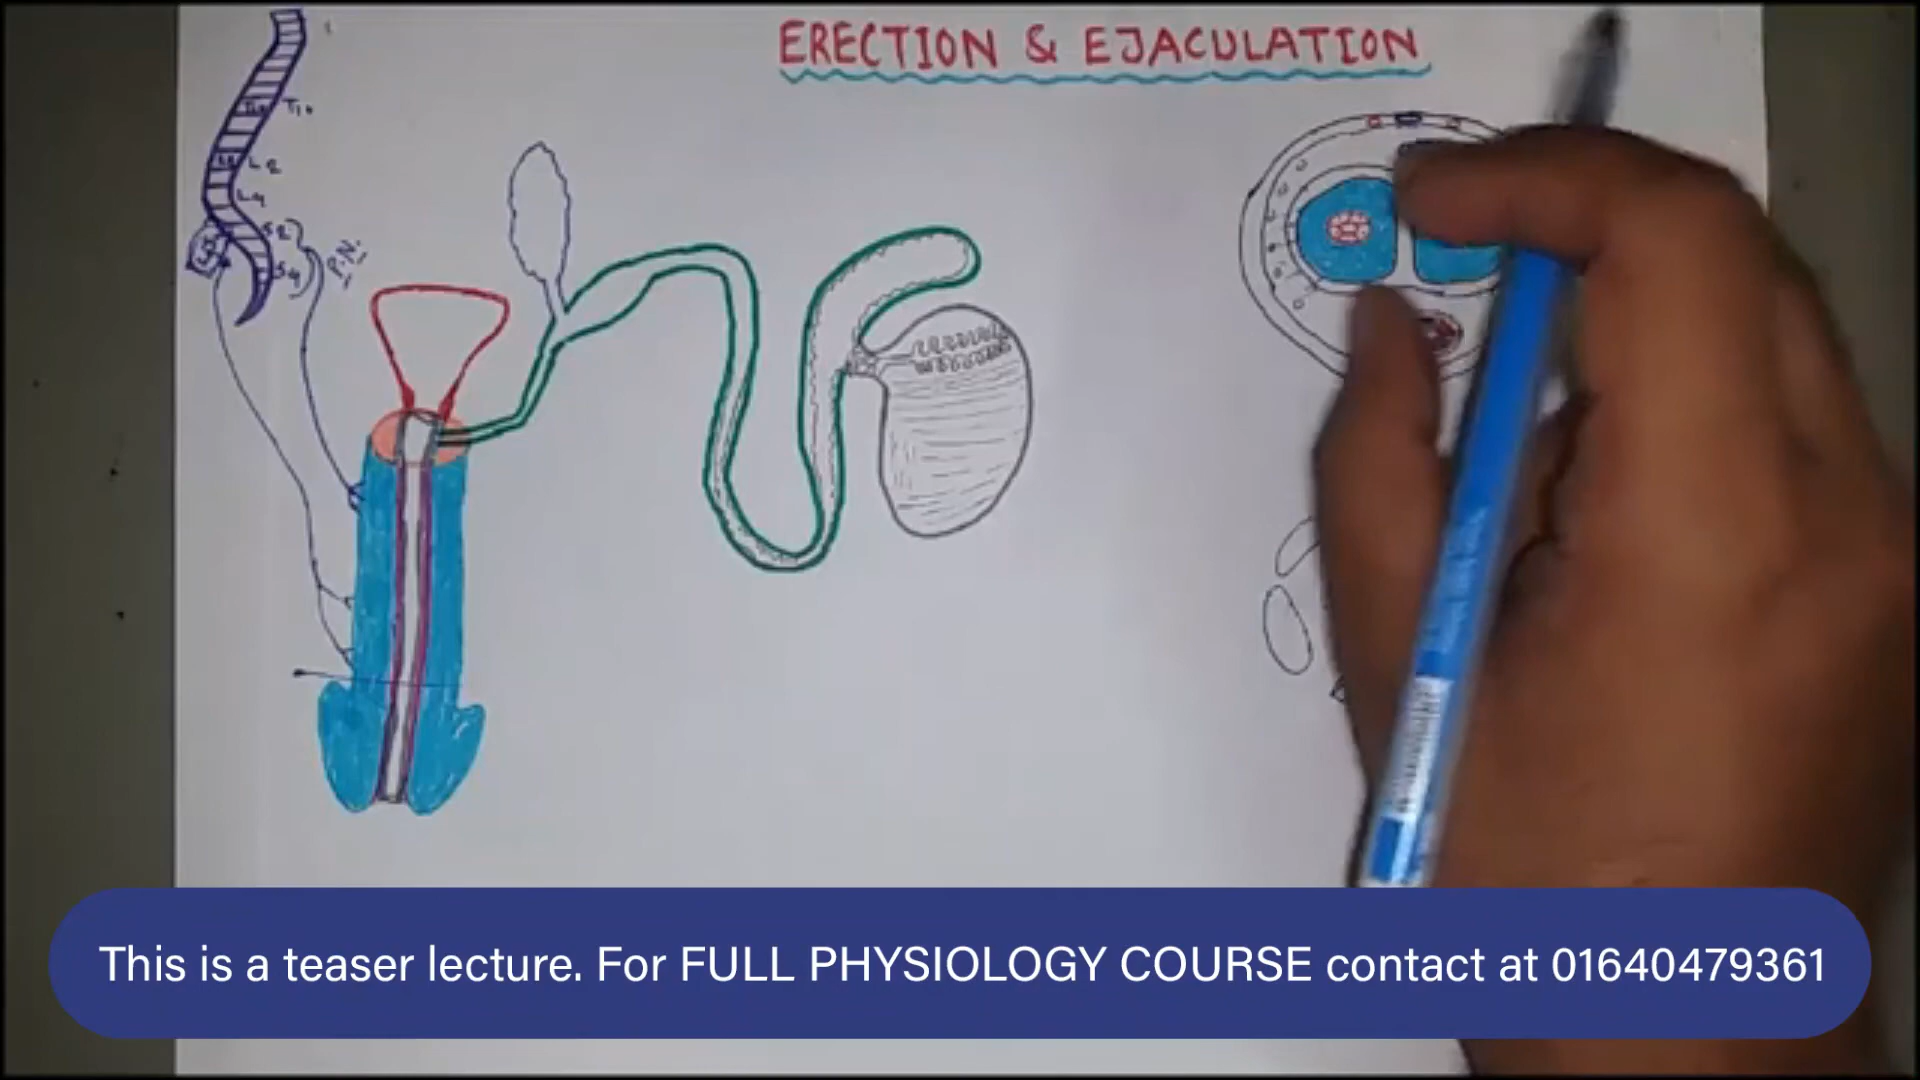 ERECTION & EJACULATION
T10
L2
L4
S2
S4
P.N.
This is a teaser lecture. For FULL PHYSIOLOGY COURSE contact at 01640479361